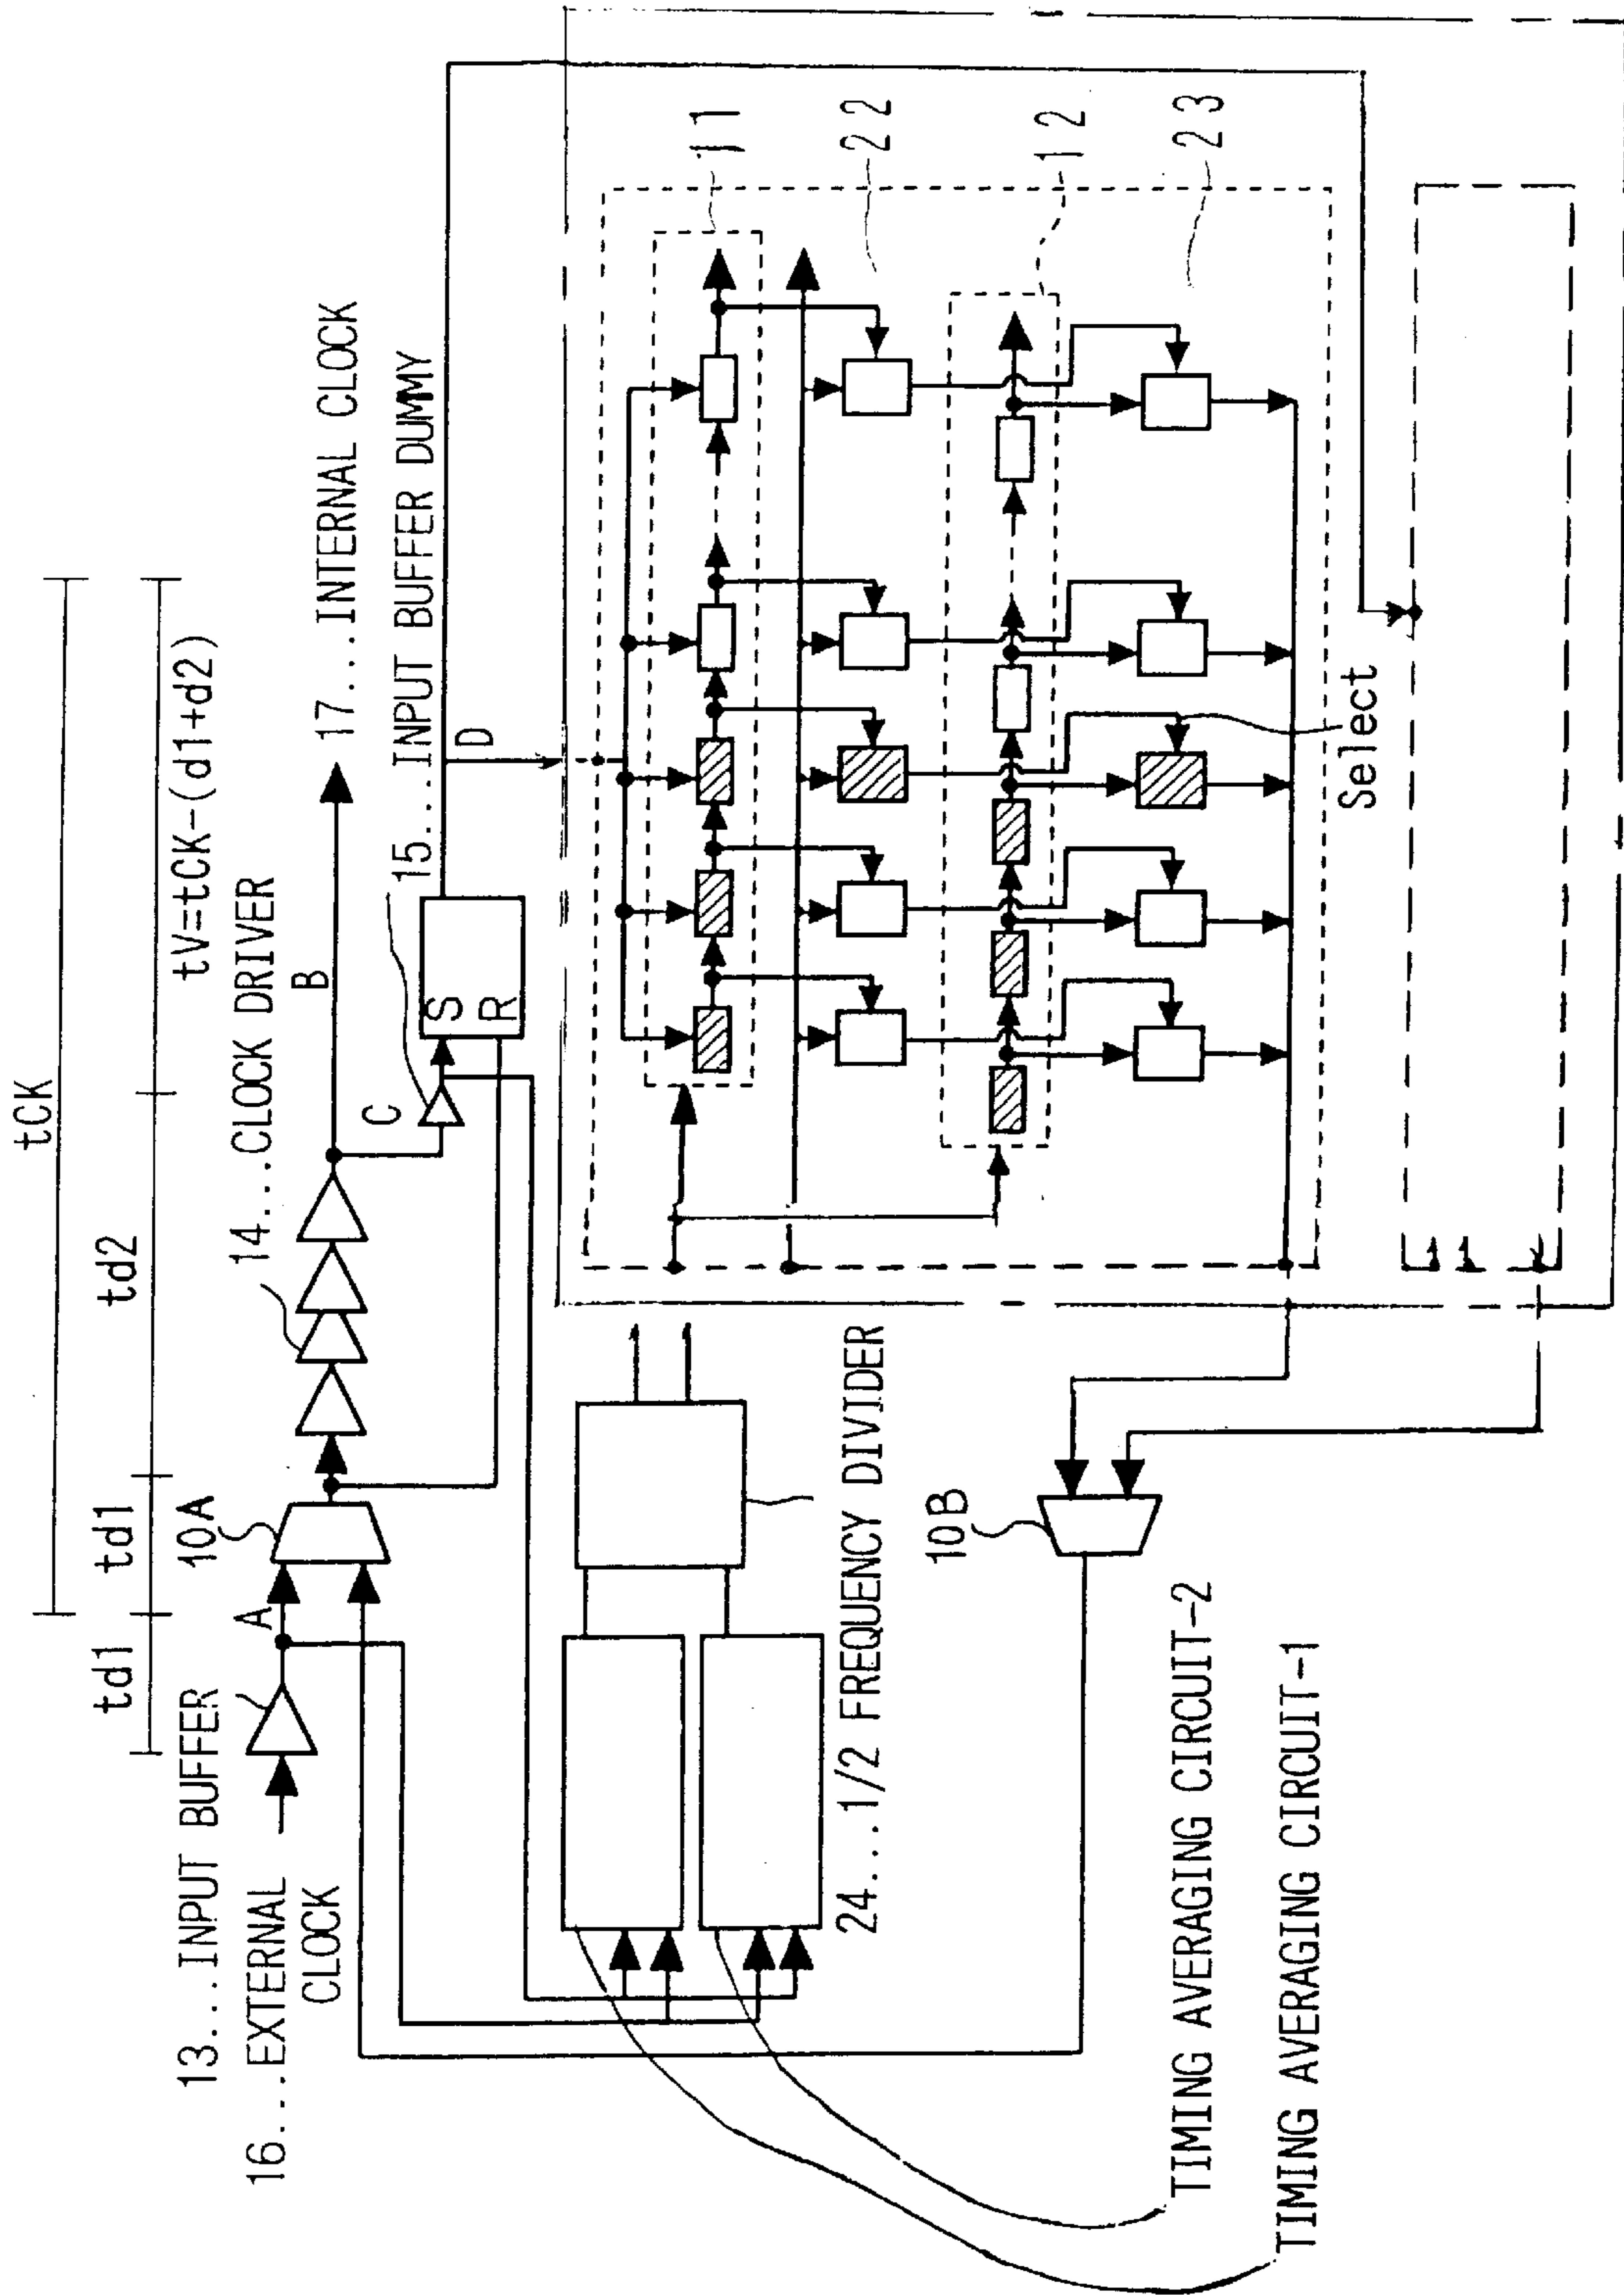 tCK
td1
td1
td2
tV=tCK-(d1+d2)
13...INPUT BUFFER
10A
14...CLOCK DRIVER
16...EXTERNAL
CLOCK
A
B
17...INTERNAL CLOCK
C
15...INPUT BUFFER DUMMY
S
R
D
11
22
12
23
Select
24...1/2 FREQUENCY DIVIDER
10B
TIMING AVERAGING CIRCUIT-2
TIMING AVERAGING CIRCUIT-1